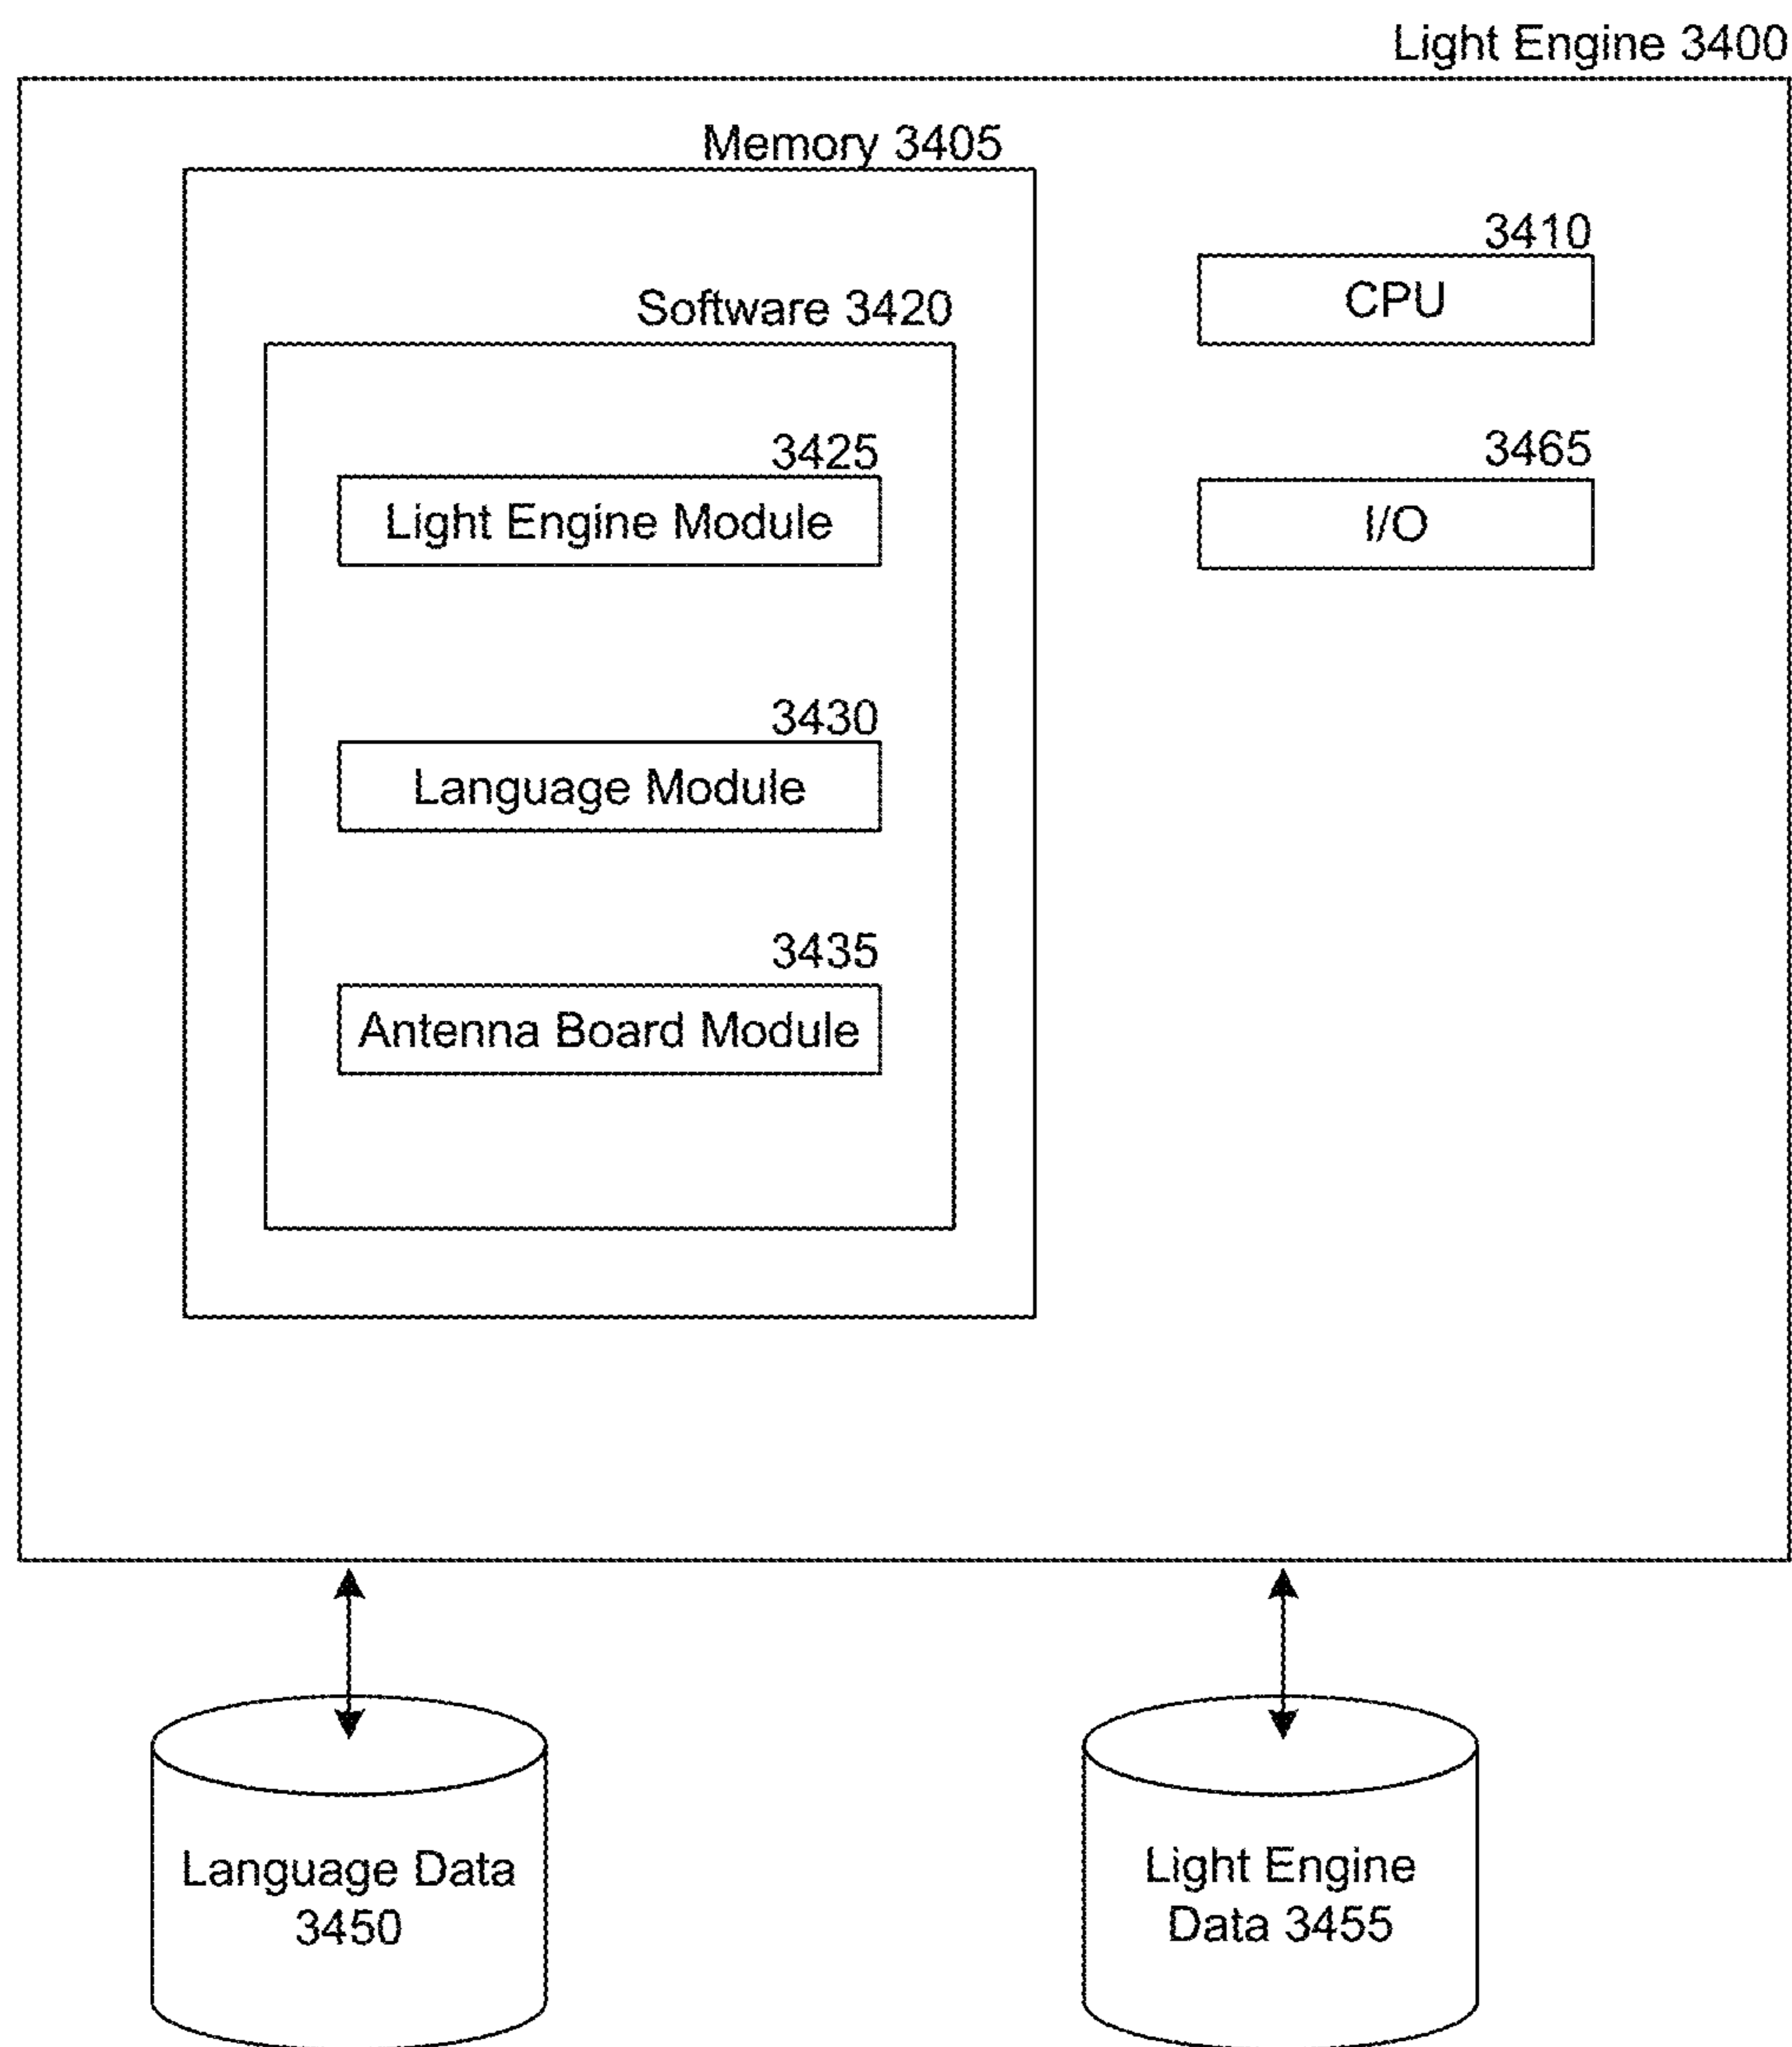 Light Engine 3400
Memory 3405
3410
CPU
Software 3420
3425
Light Engine Module
3465
I/O
3430
Language Module
3435
Antenna Board Module
Language Data
3450
Light Engine
Data 3455